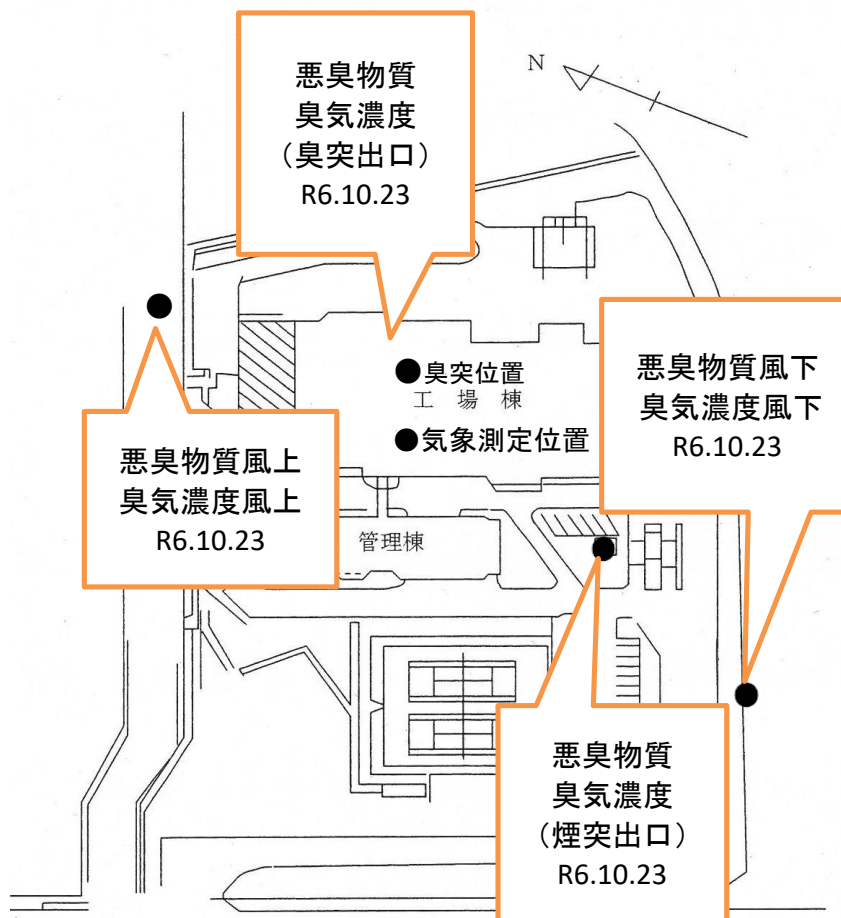 悪臭物質
臭気濃度
（臭突出口）
R6.10.23
N
●臭突位置
工場棟
●気象測定位置
悪臭物質風下
臭気濃度風下
R6.10.23
悪臭物質風上
臭気濃度風上
R6.10.23
管理棟
悪臭物質
臭気濃度
（煙突出口）
R6.10.23